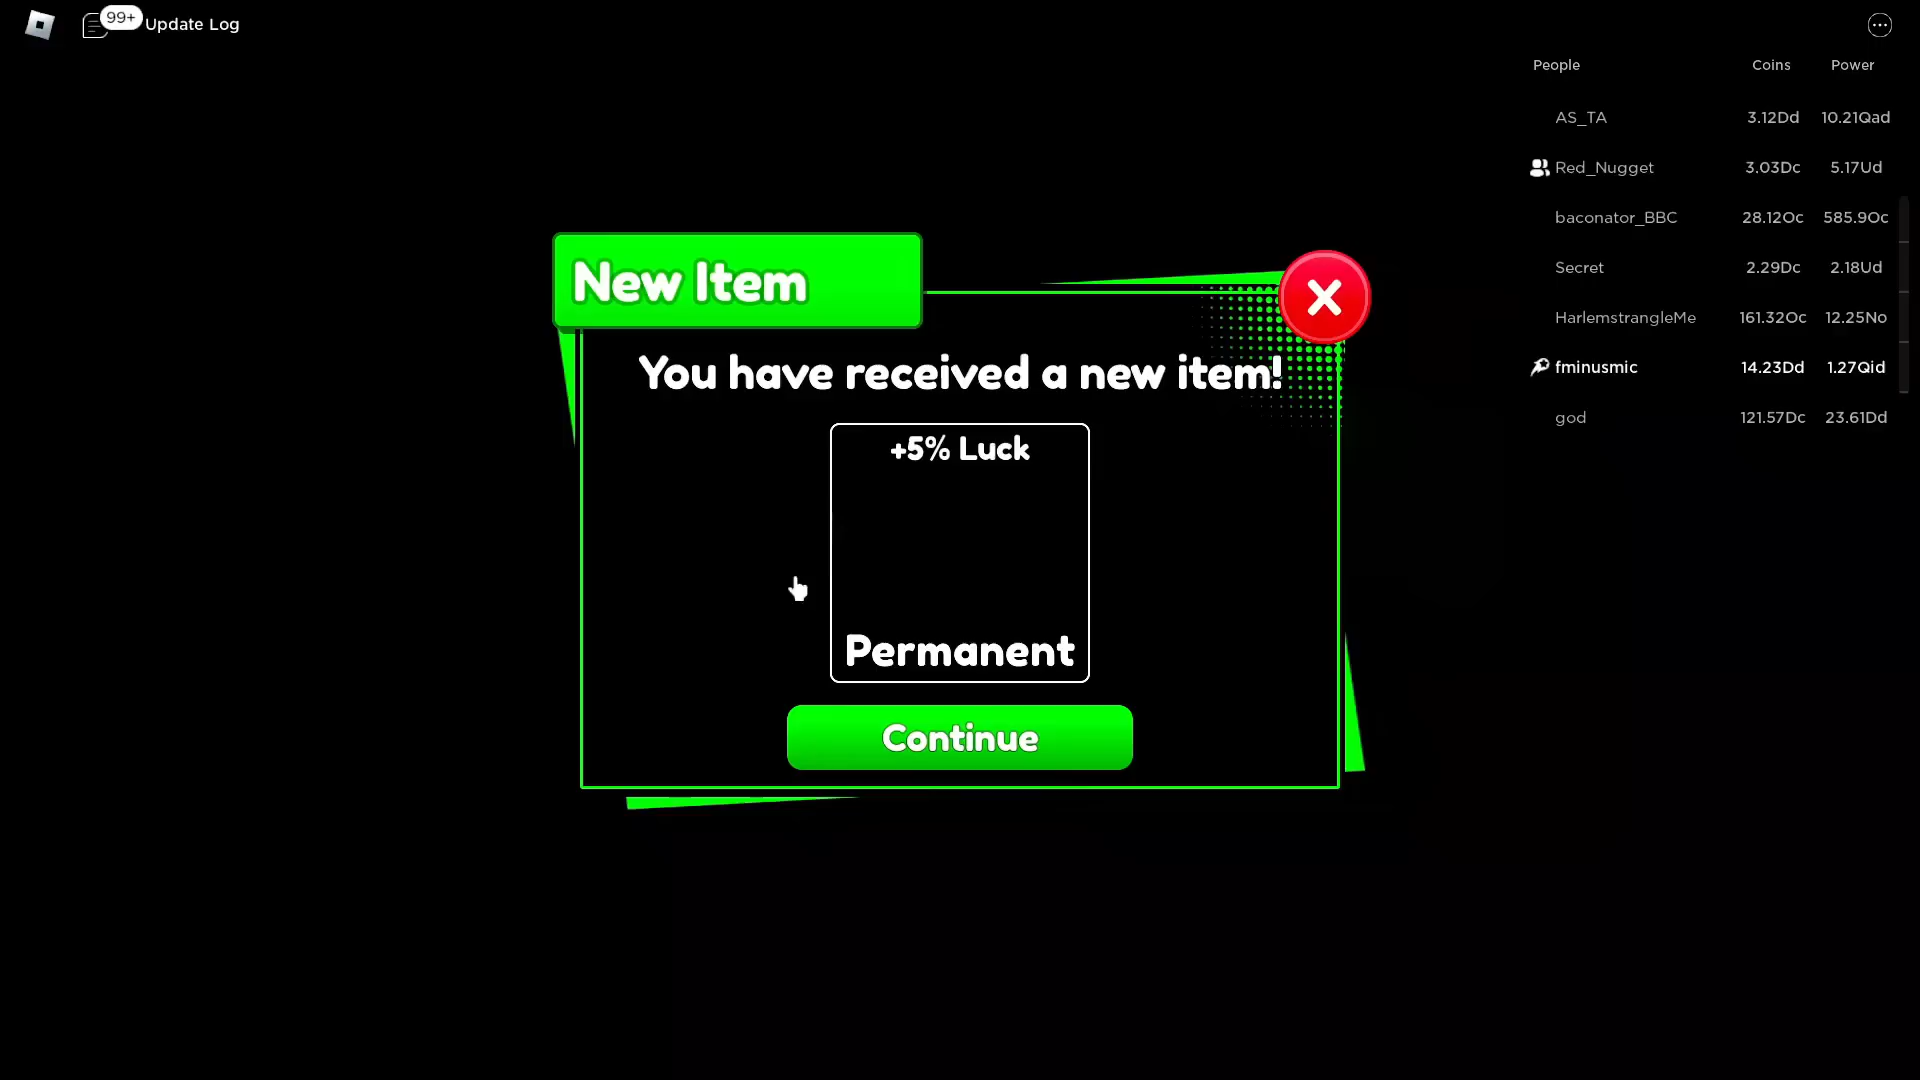 99+
Update Log
People Coins Power
AS_TA 3.12Dd 10.21Qad
Red_Nugget 3.03Dc 5.17Ud
baconator_BBC 28.12Oc 585.9Oc
Secret 2.29Dc 2.18Ud
HarlemstrangleMe 161.32Oc 12.25No
fminusmic 14.23Dd 1.27Qid
god 121.57Dc 23.61Dd
New Item
You have received a new item!
+5% Luck
Permanent
Continue